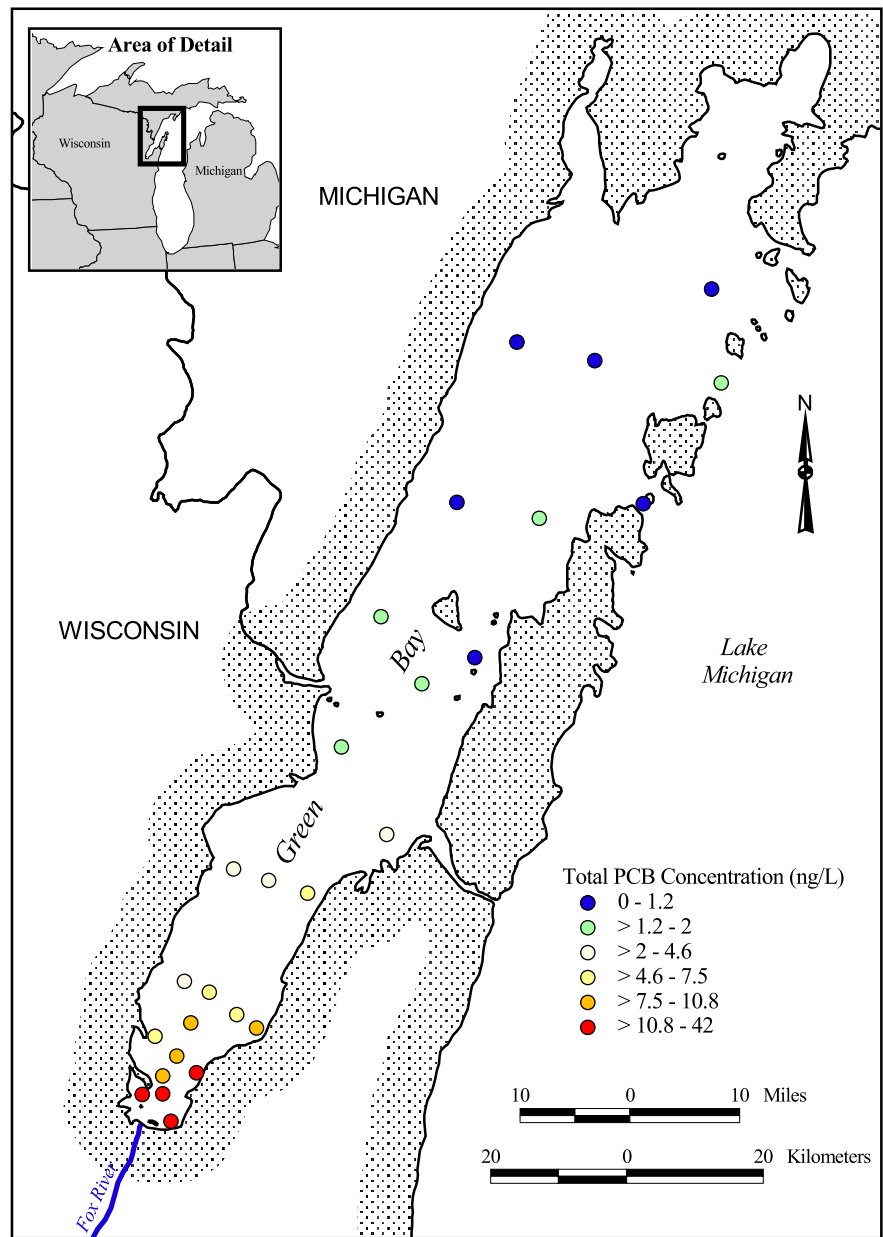 Area of Detail
Wisconsin
Michigan
MICHIGAN
N
WISCONSIN
Bay
Lake
Michigan
Green
Total PCB Concentration (ng/L)
0 - 1.2
> 1.2 - 2
> 2 - 4.6
> 4.6 - 7.5
> 7.5 - 10.8
> 10.8 - 42
10 0 10 Miles
20 0 20 Kilometers
Fox River